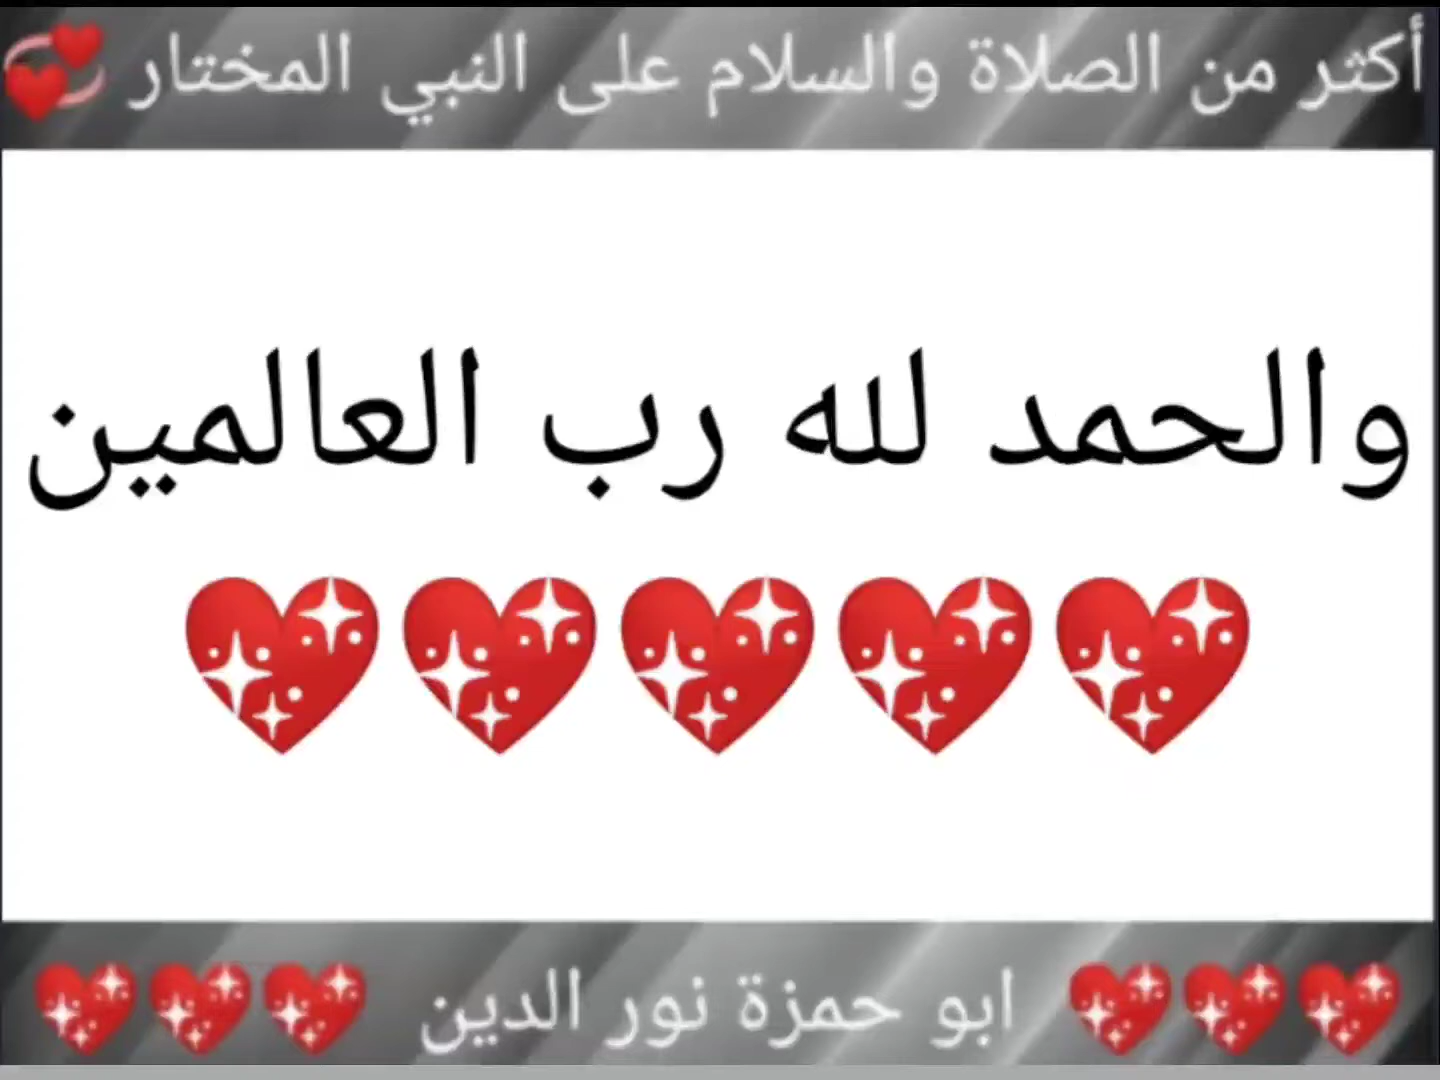 أكثر من الصلاة والسلام على النبي المختار 💞
والحمد لله رب العالمين
💖💖💖💖💖
💖💖💖 ابو حمزة نور الدين 💖💖💖